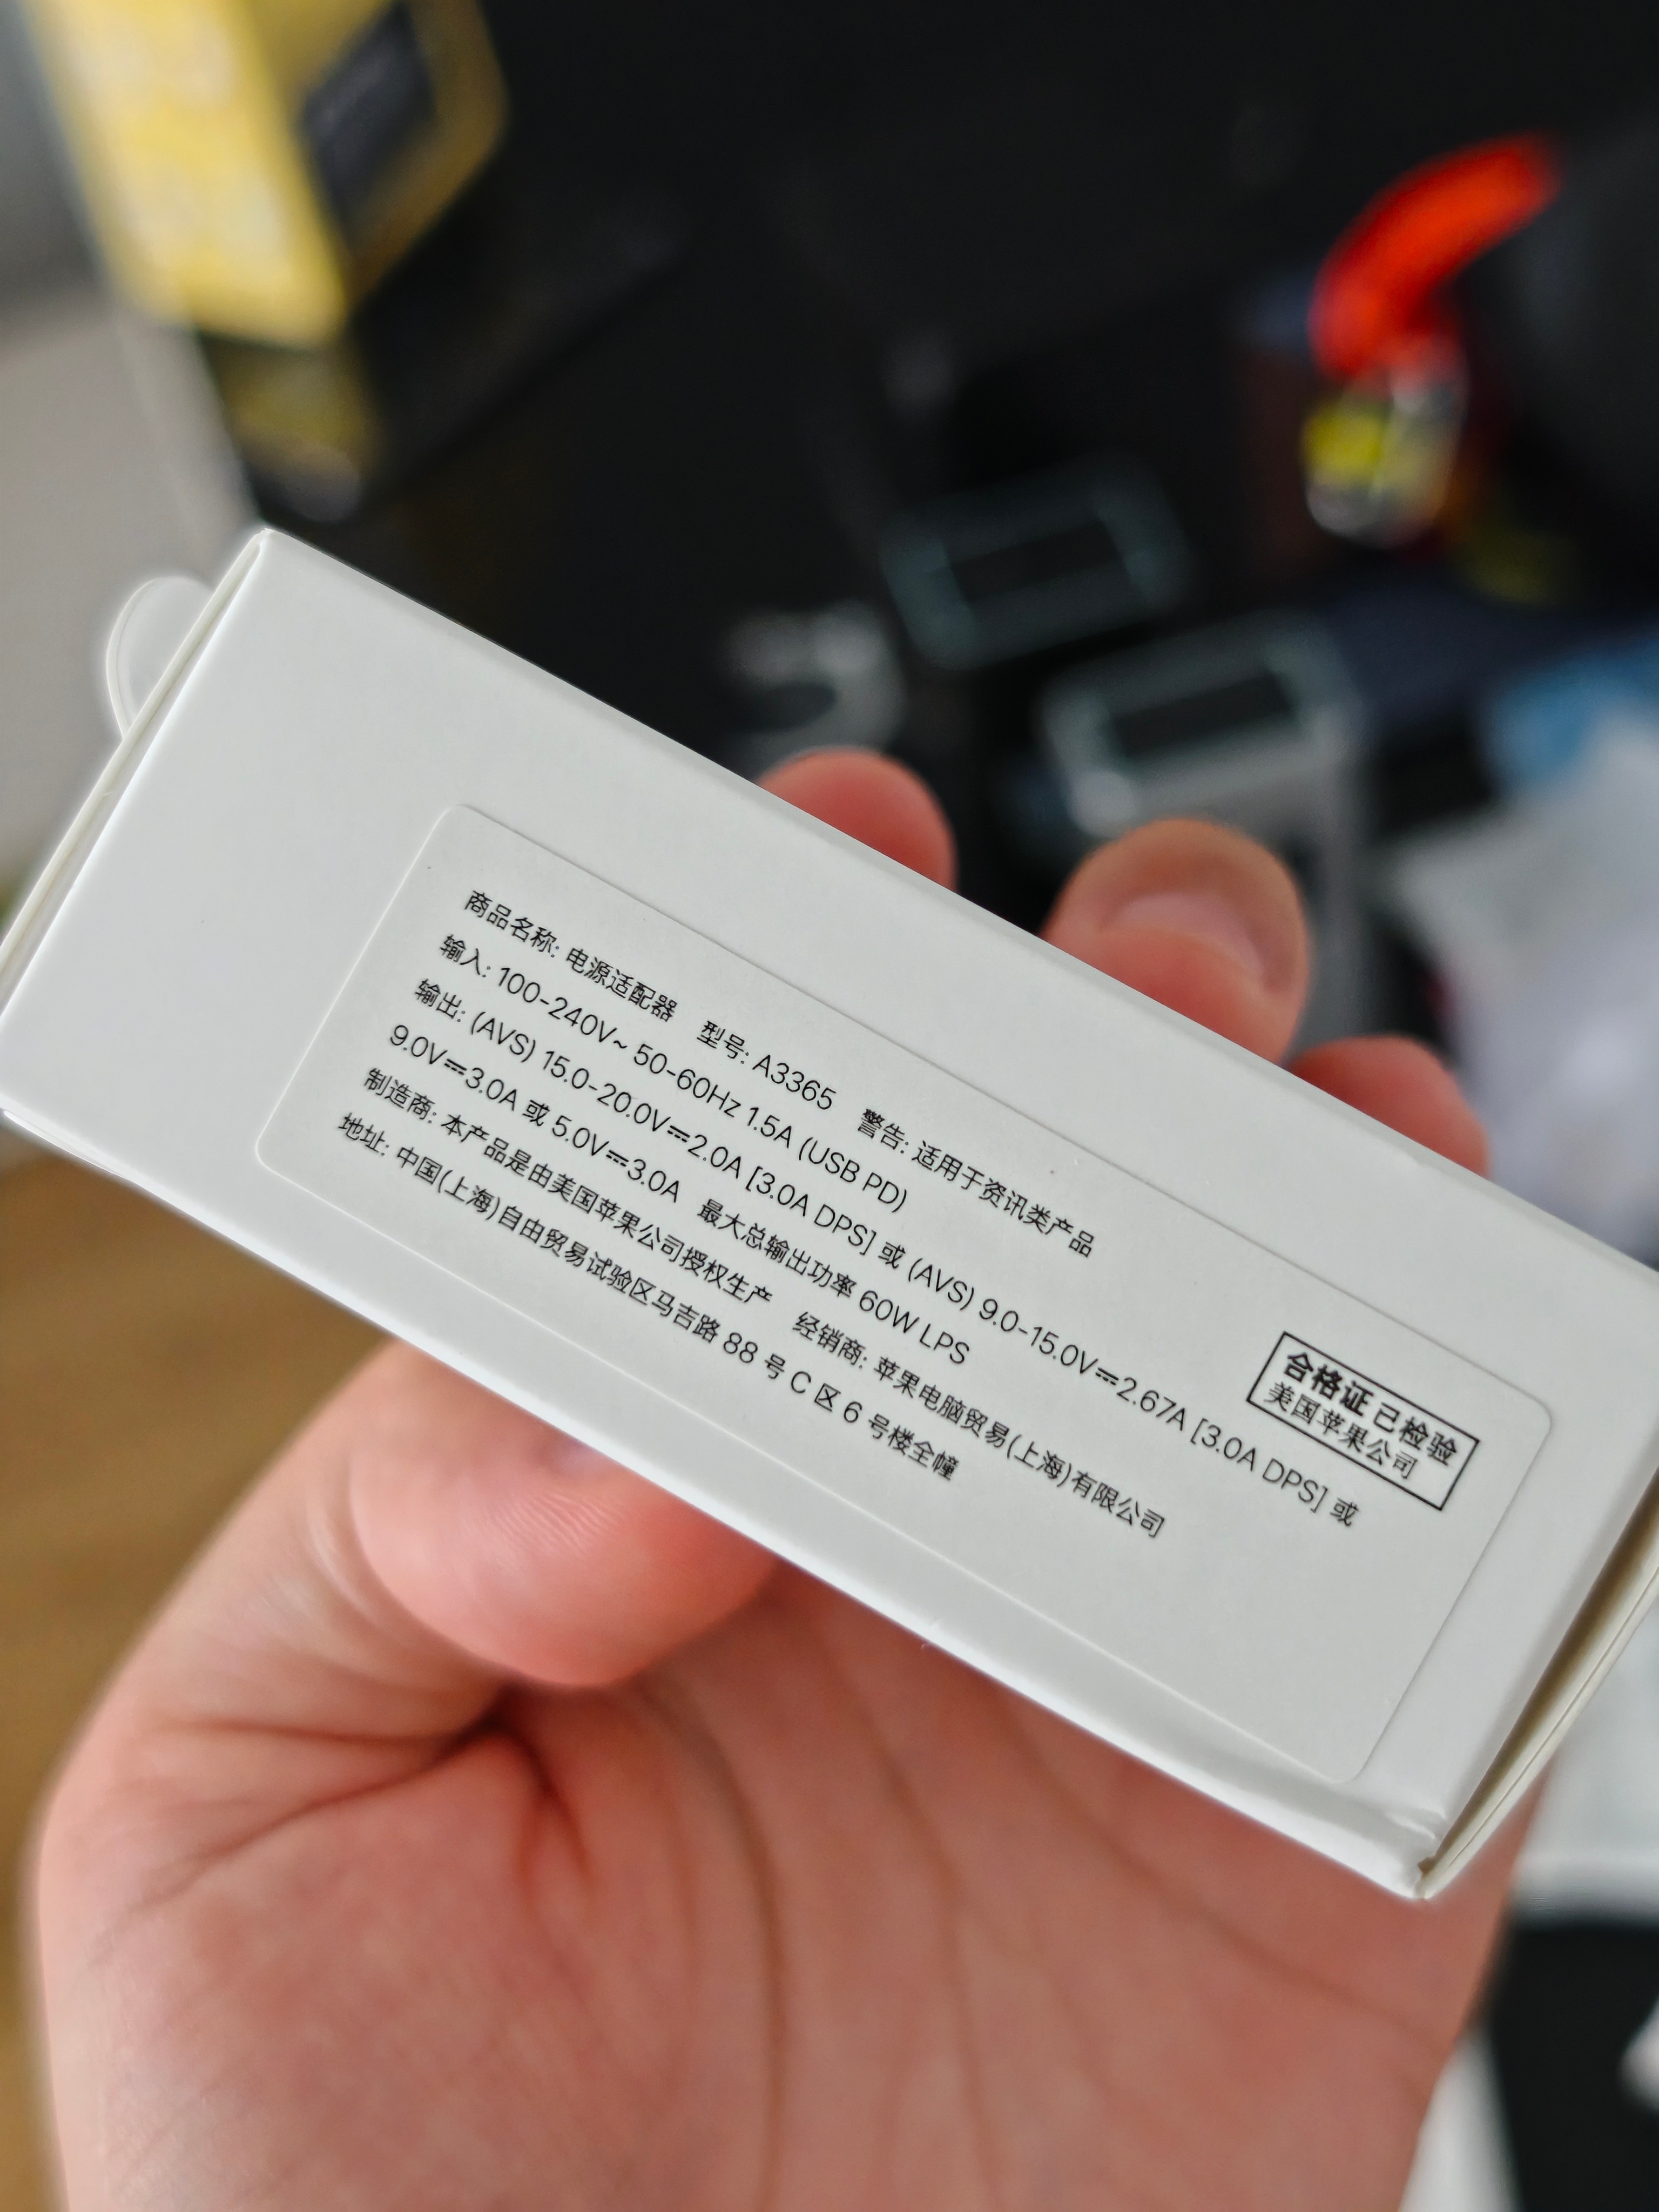 商品名称: 电源适配器 型号: A3365 警告: 适用于资讯类产品
输入: 100-240V~ 50-60Hz 1.5A (USB PD)
输出: (AVS) 15.0-20.0V⎓2.0A [3.0A DPS] 或 (AVS) 9.0-15.0V⎓2.67A [3.0A DPS] 或
9.0V⎓3.0A 或 5.0V⎓3.0A 最大总输出功率 60W LPS
制造商: 本产品是由美国苹果公司授权生产 经销商: 苹果电脑贸易(上海)有限公司
地址: 中国(上海)自由贸易试验区马吉路 88 号 C 区 6 号楼全幢
合格证 已检验
美国苹果公司